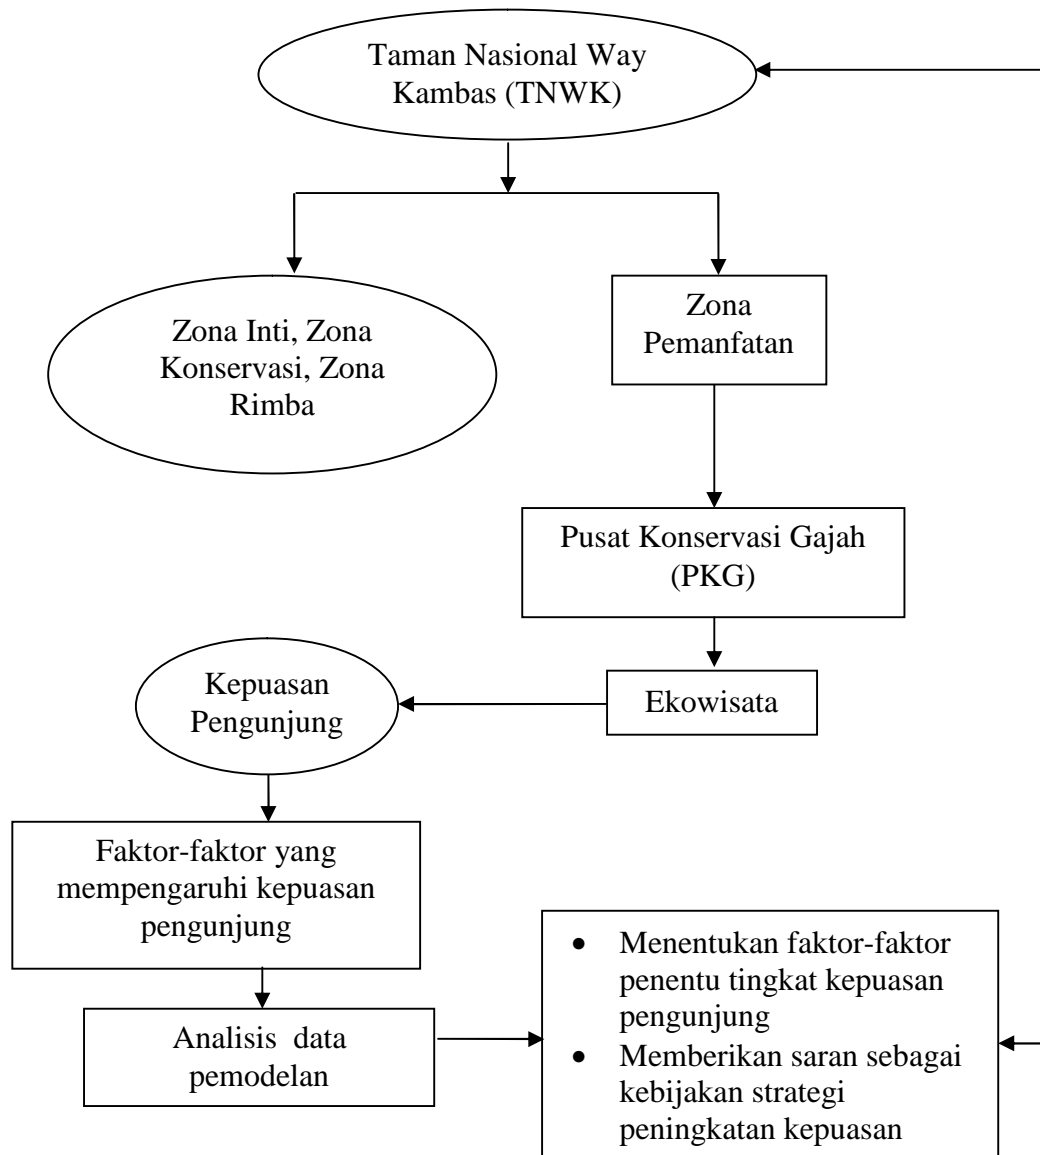 Taman Nasional Way
Kambas (TNWK)
Zona Inti, Zona
Konservasi, Zona
Rimba
Zona
Pemanfatan
Pusat Konservasi Gajah
(PKG)
Ekowisata
Kepuasan
Pengunjung
Faktor-faktor yang
mempengaruhi kepuasan
pengunjung
Analisis data
pemodelan
• Menentukan faktor-faktor
penentu tingkat kepuasan
pengunjung
• Memberikan saran sebagai
kebijakan strategi
peningkatan kepuasan